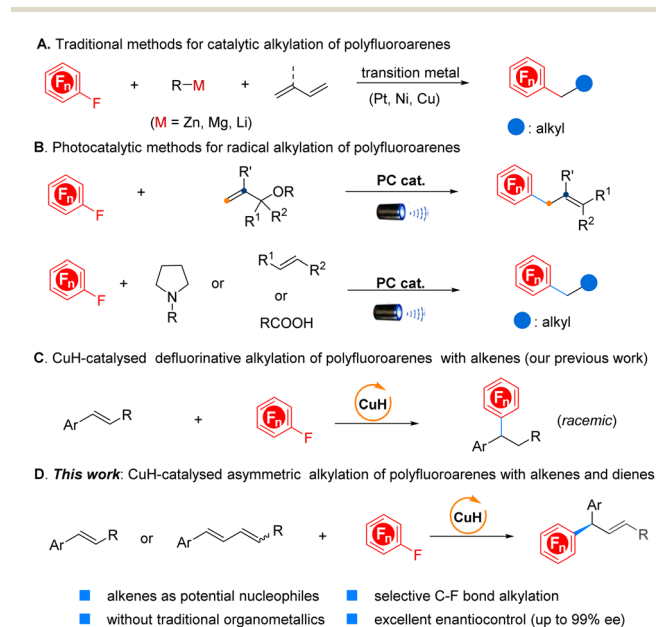 A. Traditional methods for catalytic alkylation of polyfluoroarenes
Fn F + R–M + transition metal Fn
(M = Zn, Mg, Li) (Pt, Ni, Cu) : alkyl
B. Photocatalytic methods for radical alkylation of polyfluoroarenes
Fn F + R' OR R1 R2 PC cat. Fn R' R1 R2
Fn F + N R or R1 R2 or RCOOH PC cat. Fn : alkyl
C. CuH-catalysed defluorinative alkylation of polyfluoroarenes with alkenes (our previous work)
Ar R + Fn F CuH Fn Ar R (racemic)
D. This work: CuH-catalysed asymmetric alkylation of polyfluoroarenes with alkenes and dienes
Ar R or Ar R + Fn F CuH Ar Fn R
alkenes as potential nucleophiles selective C-F bond alkylation
without traditional organometallics excellent enantiocontrol (up to 99% ee)